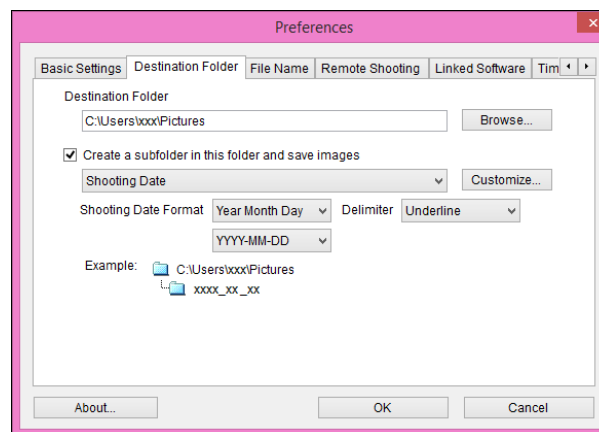 Preferences
Basic Settings Destination Folder File Name Remote Shooting Linked Software Tim
Destination Folder
C:\Users\xxx\Pictures Browse...
Create a subfolder in this folder and save images
Shooting Date Customize...
Shooting Date Format Year Month Day Delimiter Underline
YYYY-MM-DD
Example: C:\Users\xxx\Pictures
xxxx_xx_xx
About... OK Cancel